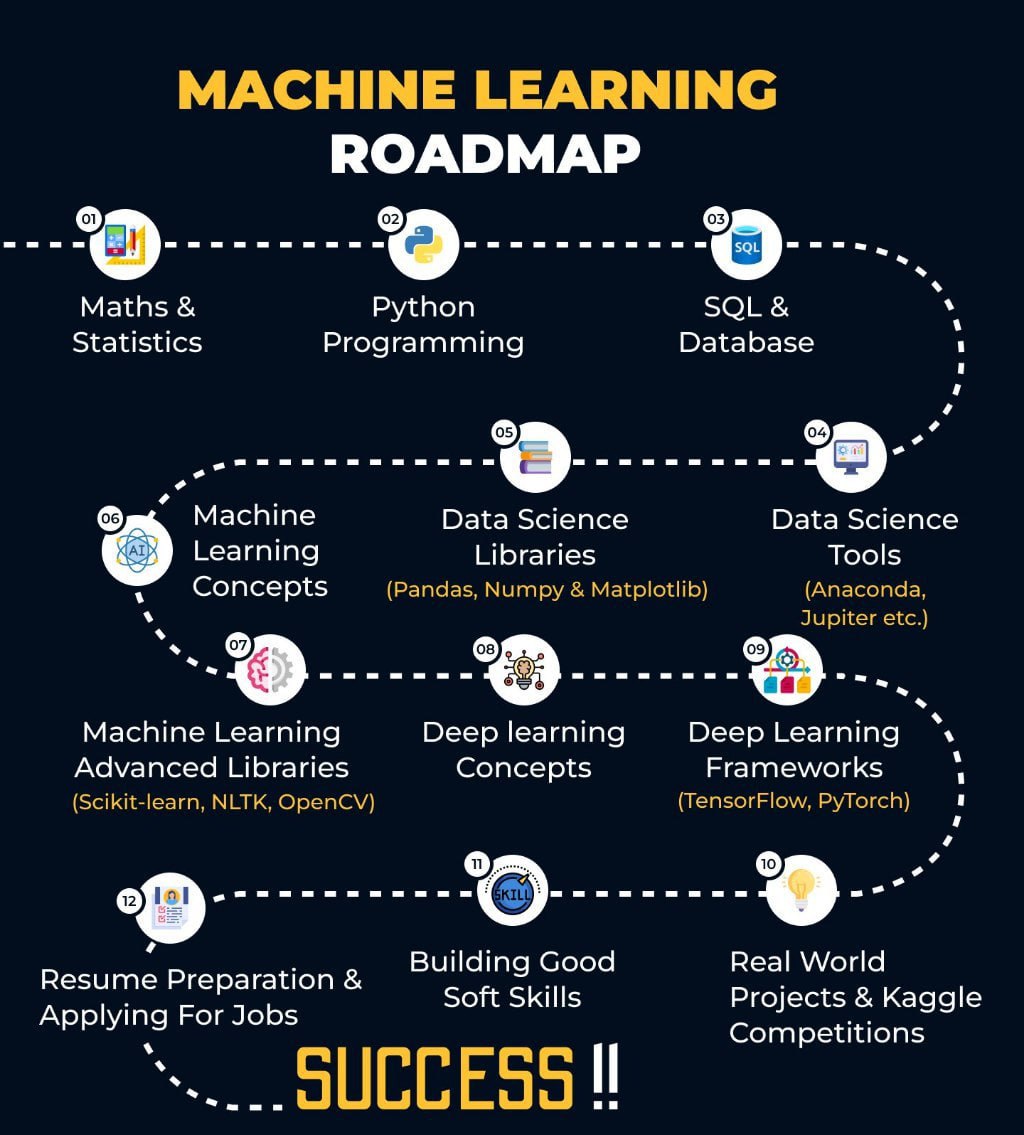 MACHINE LEARNING
ROADMAP
01
Maths &
Statistics
02
Python
Programming
03
SQL
SQL &
Database
04
Data Science
Tools
(Anaconda,
Jupiter etc.)
05
Data Science
Libraries
(Pandas, Numpy & Matplotlib)
06
AI
Machine
Learning
Concepts
07
Machine Learning
Advanced Libraries
(Scikit-learn, NLTK, OpenCV)
08
Deep learning
Concepts
09
Deep Learning
Frameworks
(TensorFlow, PyTorch)
10
Real World
Projects & Kaggle
Competitions
11
SKILL
Building Good
Soft Skills
12
Resume Preparation &
Applying For Jobs
SUCCESS !!